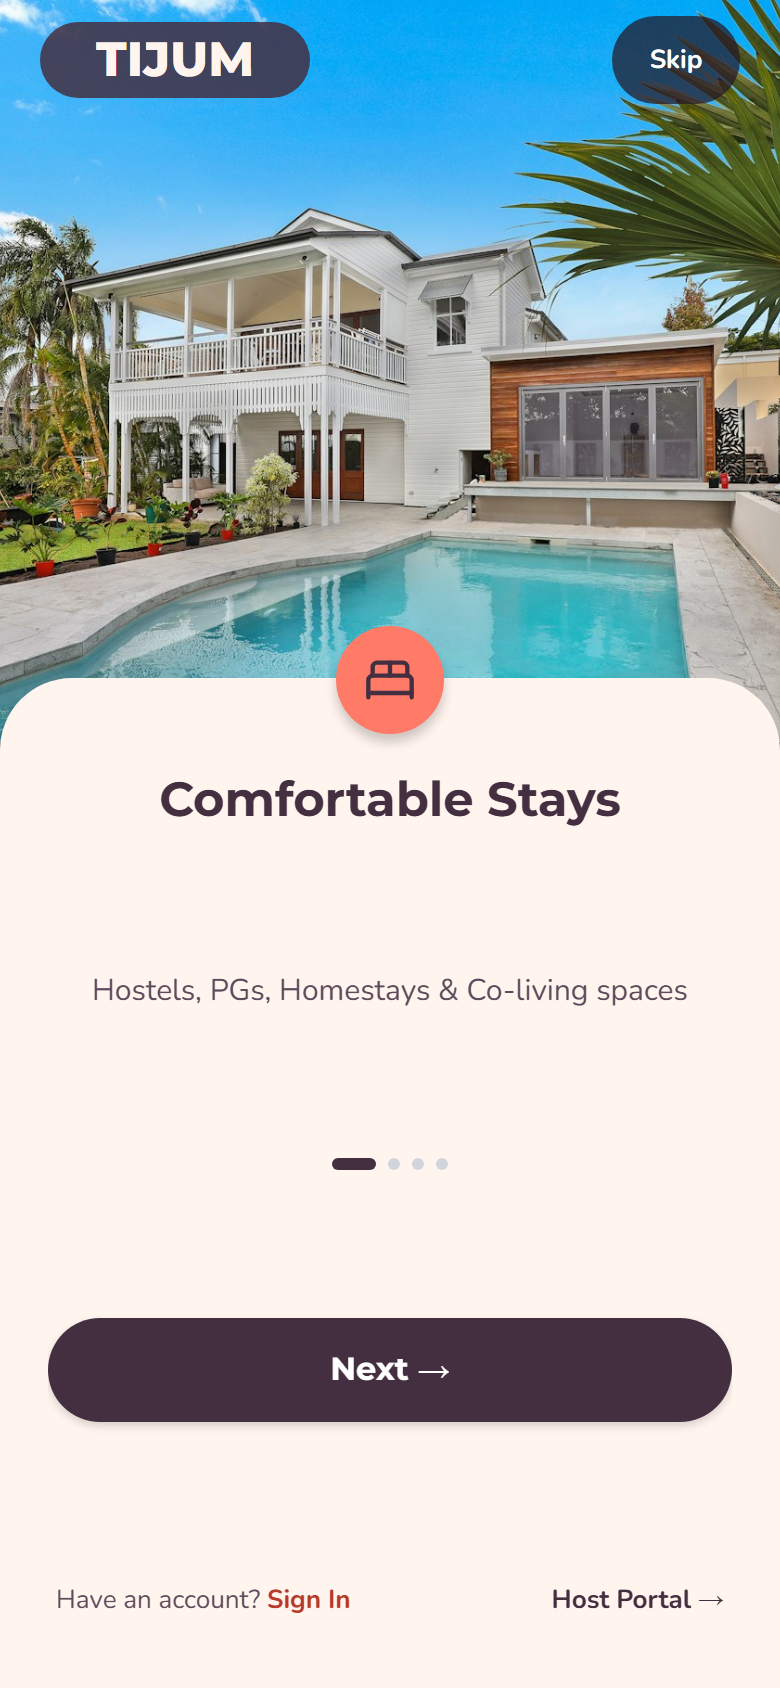 TIJUM
Skip
Comfortable Stays
Hostels, PGs, Homestays & Co-living spaces
Next →
Have an account? Sign In
Host Portal →